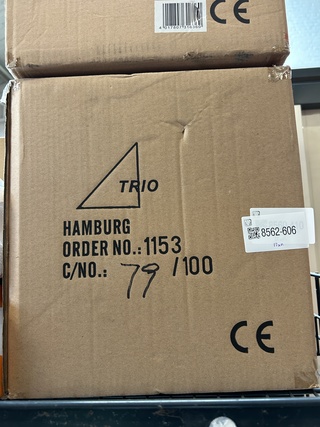 CE
TRIO
HAMBURG
ORDER NO.:1153
C/NO.: 79 /100
8562-606
CE